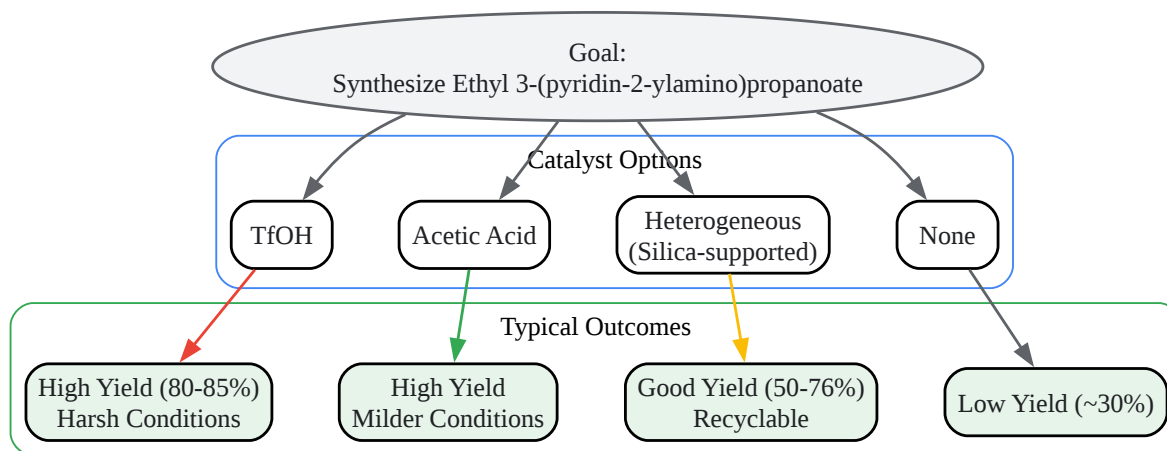 Goal:
Synthesize Ethyl 3-(pyridin-2-ylamino)propanoate
Catalyst Options
TfOH
Acetic Acid
Heterogeneous
(Silica-supported)
None
Typical Outcomes
High Yield (80-85%)
Harsh Conditions
High Yield
Milder Conditions
Good Yield (50-76%)
Recyclable
Low Yield (~30%)